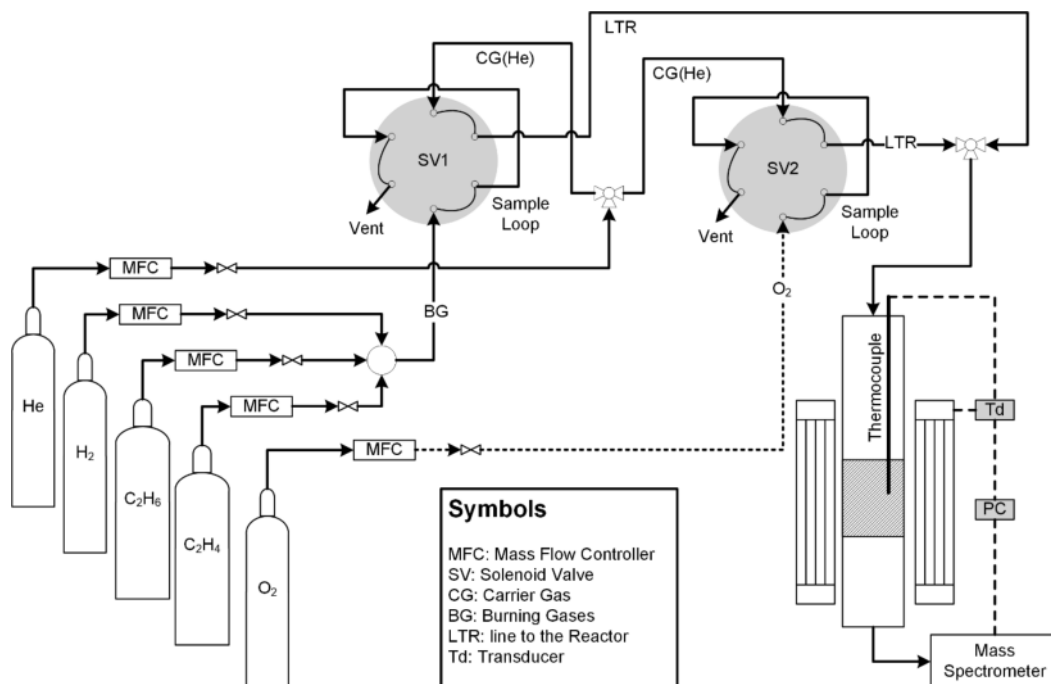 LTR
CG(He)
CG(He)
SV1
SV2
LTR
Sample
Loop
Sample
Loop
Vent
Vent
MFC
O₂
BG
MFC
MFC
He
MFC
H₂
Thermocouple
Td
MFC
C₂H₆
C₂H₄
O₂
PC
Symbols
MFC: Mass Flow Controller
SV: Solenoid Valve
CG: Carrier Gas
BG: Burning Gases
LTR: line to the Reactor
Td: Transducer
Mass
Spectrometer